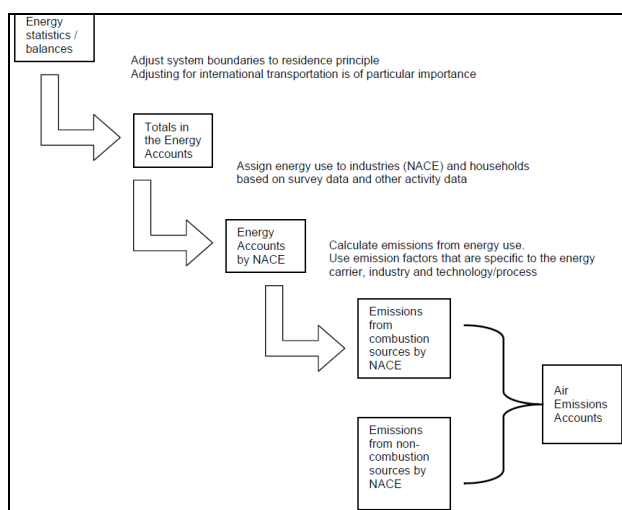 Energy
statistics /
balances
Adjust system boundaries to residence principle
Adjusting for international transportation is of particular importance
Totals in
the Energy
Accounts
Assign energy use to industries (NACE) and households
based on survey data and other activity data
Energy
Accounts
by NACE
Calculate emissions from energy use.
Use emission factors that are specific to the energy
carrier, industry and technology/process
Emissions
from
combustion
sources by
NACE
Air
Emissions
Accounts
Emissions
from non-
combustion
sources by
NACE